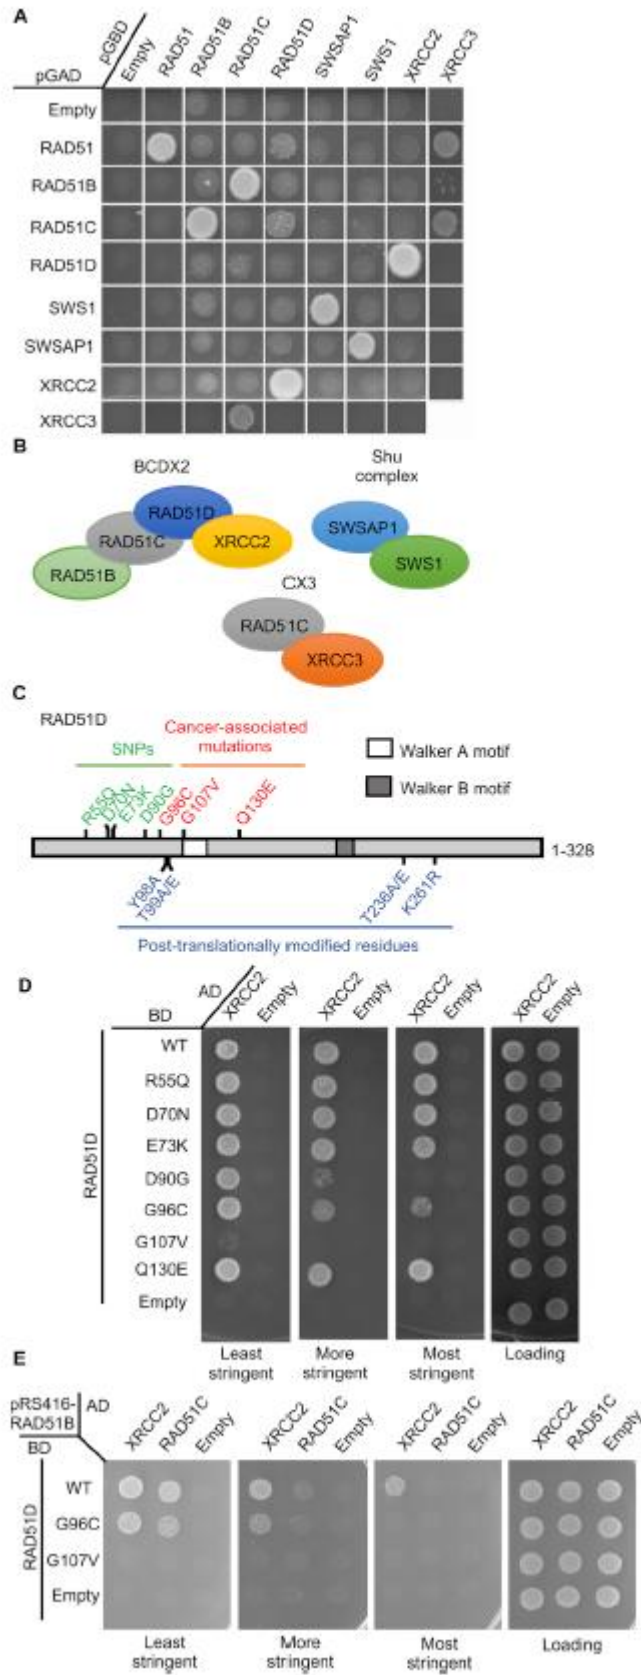 A
pGBD
Empty RAD51 RAD51B RAD51C RAD51D SWSAP1 SWS1 XRCC2 XRCC3
pGAD
Empty
RAD51
RAD51B
RAD51C
RAD51D
SWS1
SWSAP1
XRCC2
XRCC3
B
BCDX2
Shu
complex
RAD51D
RAD51C
XRCC2
RAD51B
SWSAP1
SWS1
CX3
RAD51C
XRCC3
C
RAD51D
SNPs
Cancer-associated
mutations
Walker A motif
Walker B motif
R55Q D70N E73K D90G G96C G107V Q130E
1-328
Y98A T99A/E T236A/E K261R
Post-translationally modified residues
D
AD
XRCC2 Empty XRCC2 Empty XRCC2 Empty XRCC2 Empty
BD
RAD51D
WT
R55Q
D70N
E73K
D90G
G96C
G107V
Q130E
Empty
Least
stringent
More
stringent
Most
stringent
Loading
E
pRS416-
RAD51B
AD
XRCC2 RAD51C Empty XRCC2 RAD51C Empty XRCC2 RAD51C Empty XRCC2 RAD51C Empty
BD
RAD51D
WT
G96C
G107V
Empty
Least
stringent
More
stringent
Most
stringent
Loading